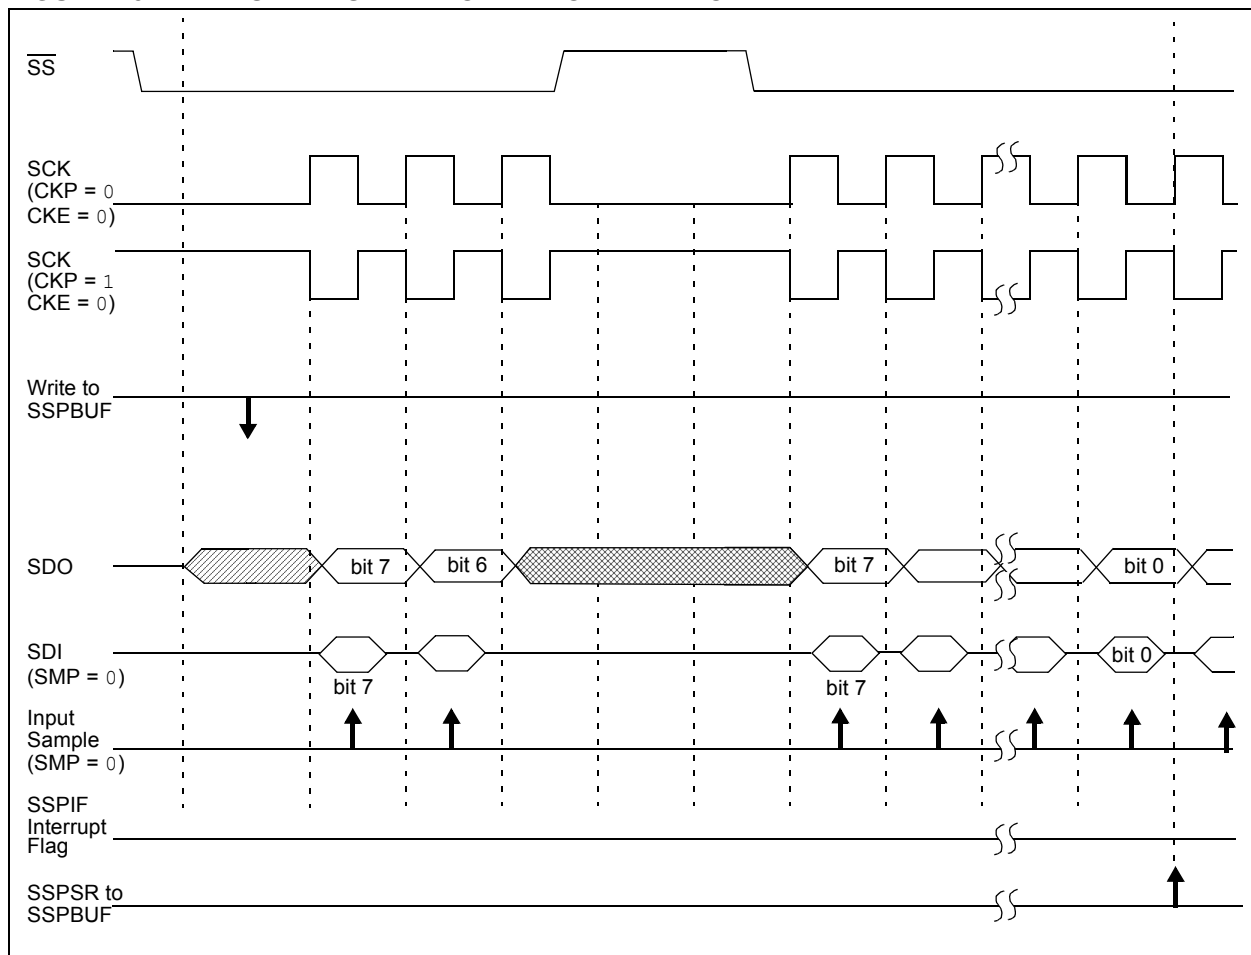 SS
SCK
(CKP = 0
CKE = 0)
SCK
(CKP = 1
CKE = 0)
Write to
SSPBUF
SDO
bit 7
bit 6
bit 7
bit 0
SDI
(SMP = 0)
bit 7
bit 7
bit 0
Input
Sample
(SMP = 0)
SSPIF
Interrupt
Flag
SSPSR to
SSPBUF